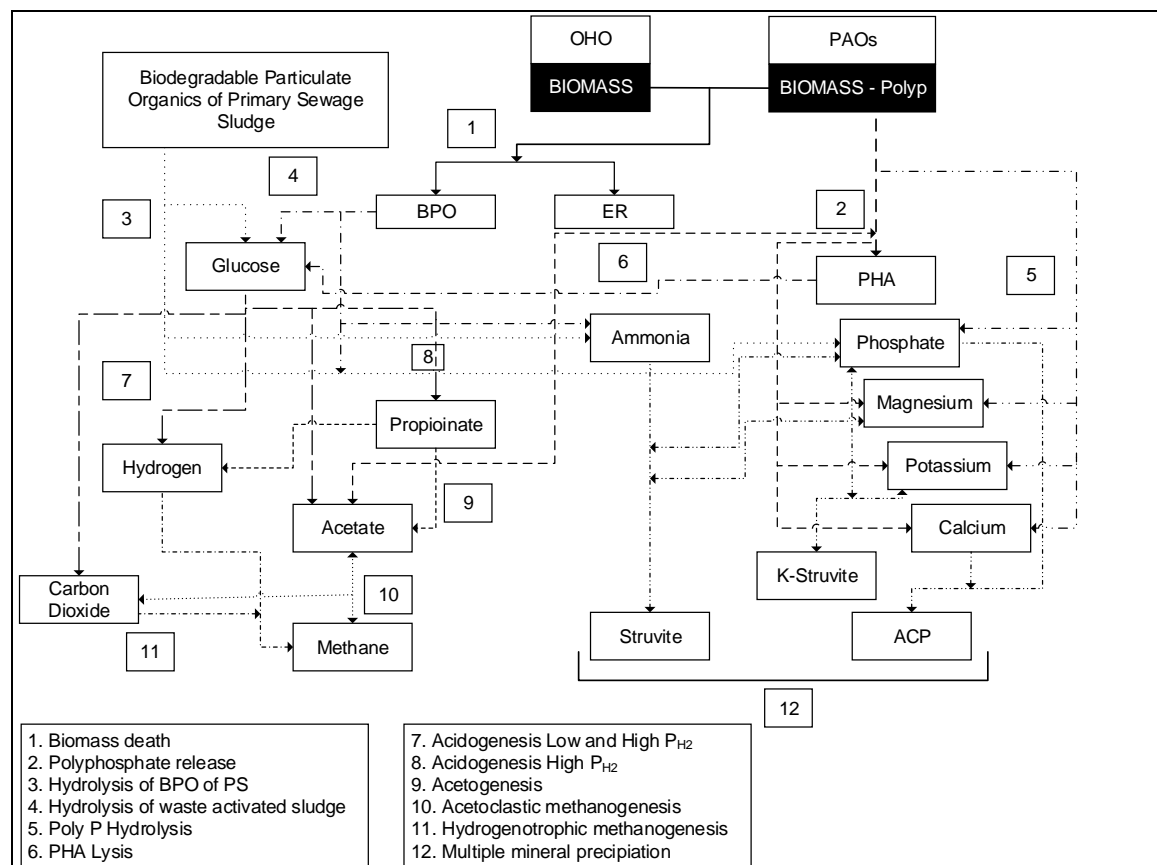 OHO
PAOs
Biodegradable Particulate
Organics of Primary Sewage
Sludge
BIOMASS
BIOMASS - Polyp
1
4
3
BPO
ER
2
6
5
Glucose
PHA
Ammonia
Phosphate
8
7
Propioinate
Magnesium
Hydrogen
Potassium
9
Acetate
Calcium
K-Struvite
Carbon
Dioxide
10
11
Methane
Struvite
ACP
12
1. Biomass death
2. Polyphosphate release
3. Hydrolysis of BPO of PS
4. Hydrolysis of waste activated sludge
5. Poly P Hydrolysis
6. PHA Lysis
7. Acidogenesis Low and High PH2
8. Acidogenesis High PH2
9. Acetogenesis
10. Acetoclastic methanogenesis
11. Hydrogenotrophic methanogenesis
12. Multiple mineral precipiation